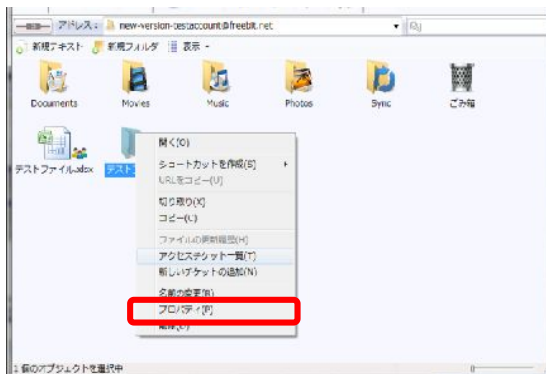 アドレス: new-version-testaccount@freebit.net
新規テキスト 新規フォルダ 表示
Documents Movies Music Photos Sync ごみ箱
テストファイル.xlsx テスト
開く(O)
ショートカットを作成(S)
URLをコピー(U)
切り取り(X)
コピー(C)
ファイルの更新履歴(H)
アクセスチケット一覧(T)
新しいチケットの追加(N)
名前の変更(R)
プロパティ(P)
1 個のオブジェクトを選択中